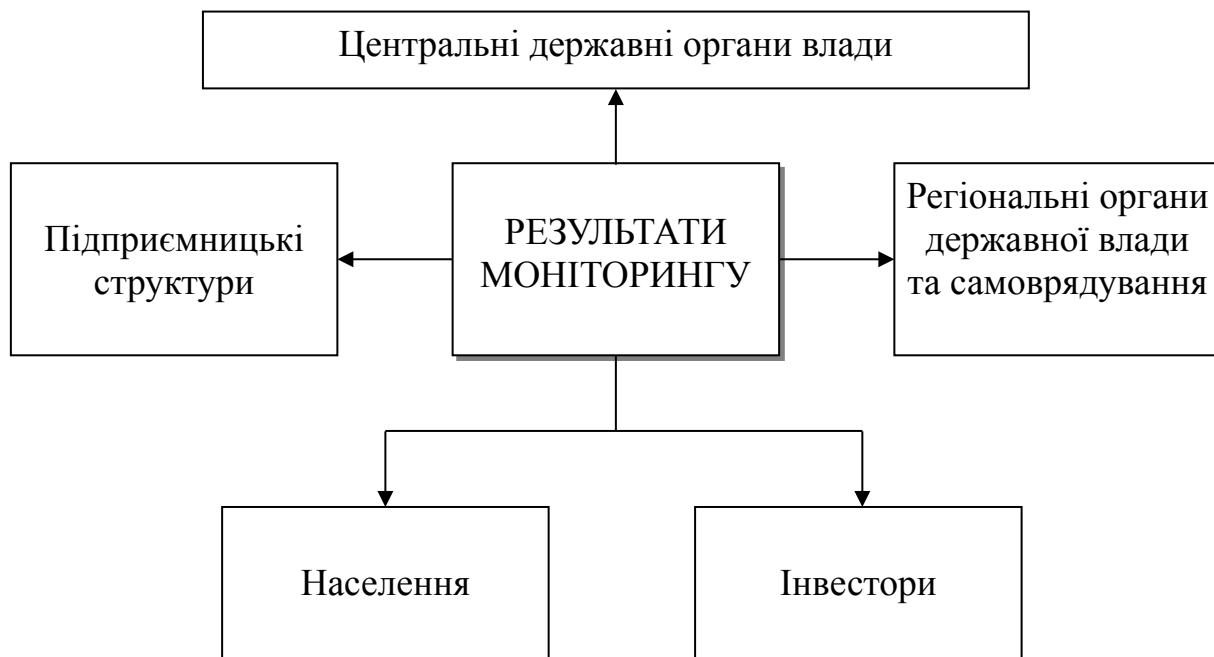 Центральні державні органи влади
Підприємницькі
структури
РЕЗУЛЬТАТИ
МОНІТОРИНГУ
Регіональні органи
державної влади
та самоврядування
Населення
Інвестори